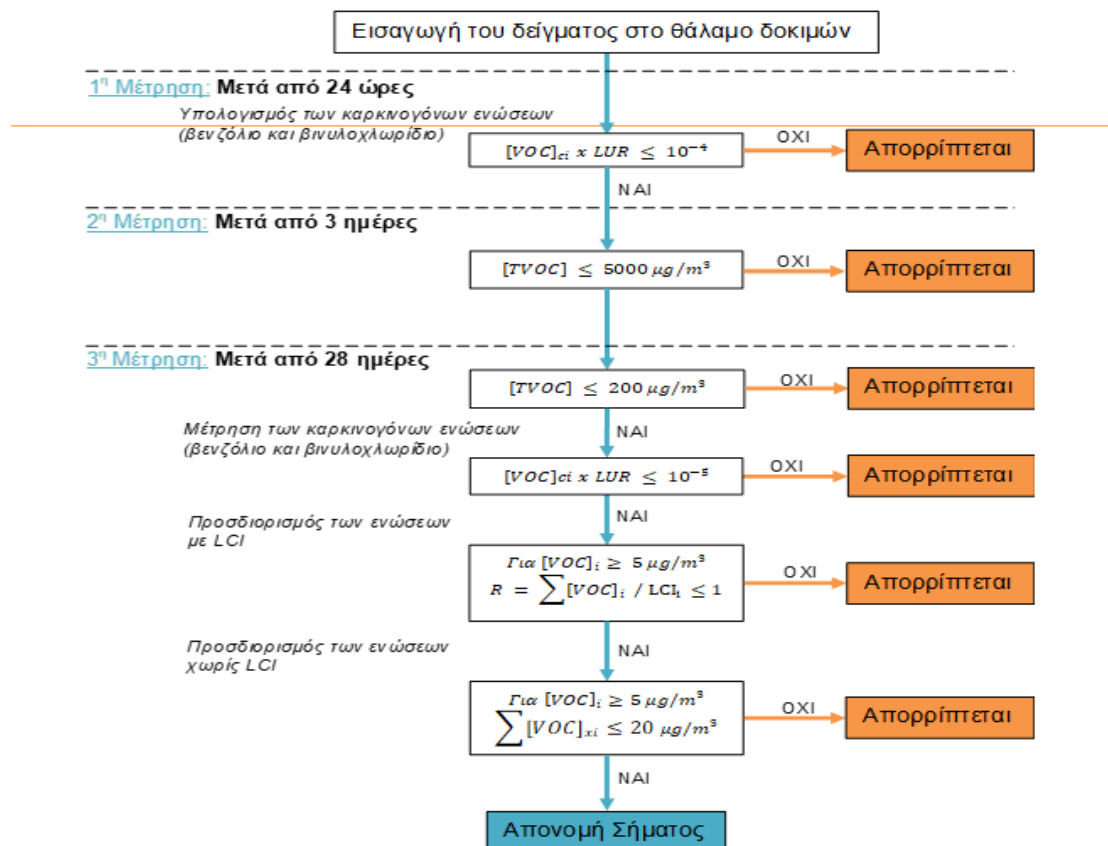 Εισαγωγή του δείγματος στο θάλαμο δοκιμών
1η Μέτρηση: Μετά από 24 ώρες
Υπολογισμός των καρκινογόνων ενώσεων
(βενζόλιο και βινυλοχλωρίδιο)
[VOC]ci x LUR ≤ 10⁻⁴
ΟΧΙ
Απορρίπτεται
ΝΑΙ
2η Μέτρηση: Μετά από 3 ημέρες
[TVOC] ≤ 5000 μg/m³
ΟΧΙ
Απορρίπτεται
3η Μέτρηση: Μετά από 28 ημέρες
[TVOC] ≤ 200 μg/m³
ΟΧΙ
Απορρίπτεται
Μέτρηση των καρκινογόνων ενώσεων
(βενζόλιο και βινυλοχλωρίδιο)
ΝΑΙ
[VOC]ci x LUR ≤ 10⁻⁵
ΟΧΙ
Απορρίπτεται
Προσδιορισμός των ενώσεων
με LCI
ΝΑΙ
Για [VOC]i ≥ 5 μg/m³
R = ∑[VOC]i / LCIi ≤ 1
ΟΧΙ
Απορρίπτεται
Προσδιορισμός των ενώσεων
χωρίς LCI
ΝΑΙ
Για [VOC]i ≥ 5 μg/m³
∑[VOC]xi ≤ 20 μg/m³
ΟΧΙ
Απορρίπτεται
ΝΑΙ
Απονομή Σήματος